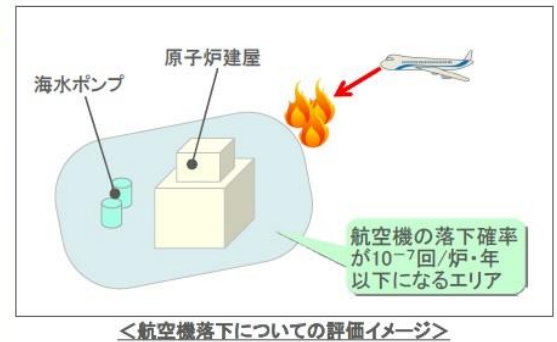 原子炉建屋
海水ポンプ
航空機の落下確率
が10⁻⁷回/炉・年
以下になるエリア
＜航空機落下についての評価イメージ＞